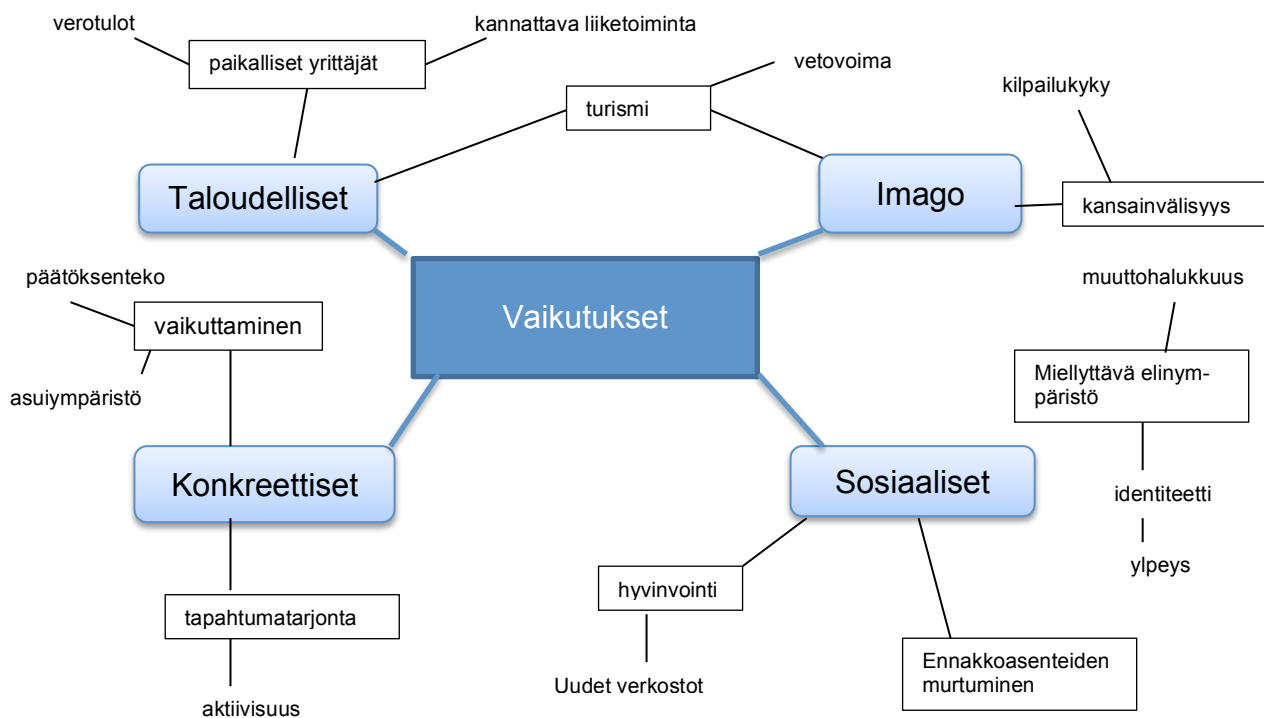 verotulot
kannattava liiketoiminta
paikalliset yrittäjät
vetovoima
turismi
kilpailukyky
Taloudelliset
Imago
kansainvälisyys
päätöksenteko
muuttohalukkuus
vaikuttaminen
Vaikutukset
Miellyttävä elinym-
päristö
asuiympäristö
Konkreettiset
Sosiaaliset
identiteetti
ylpeys
hyvinvointi
tapahtumatarjonta
Ennakkoasenteiden
murtuminen
Uudet verkostot
aktiivisuus